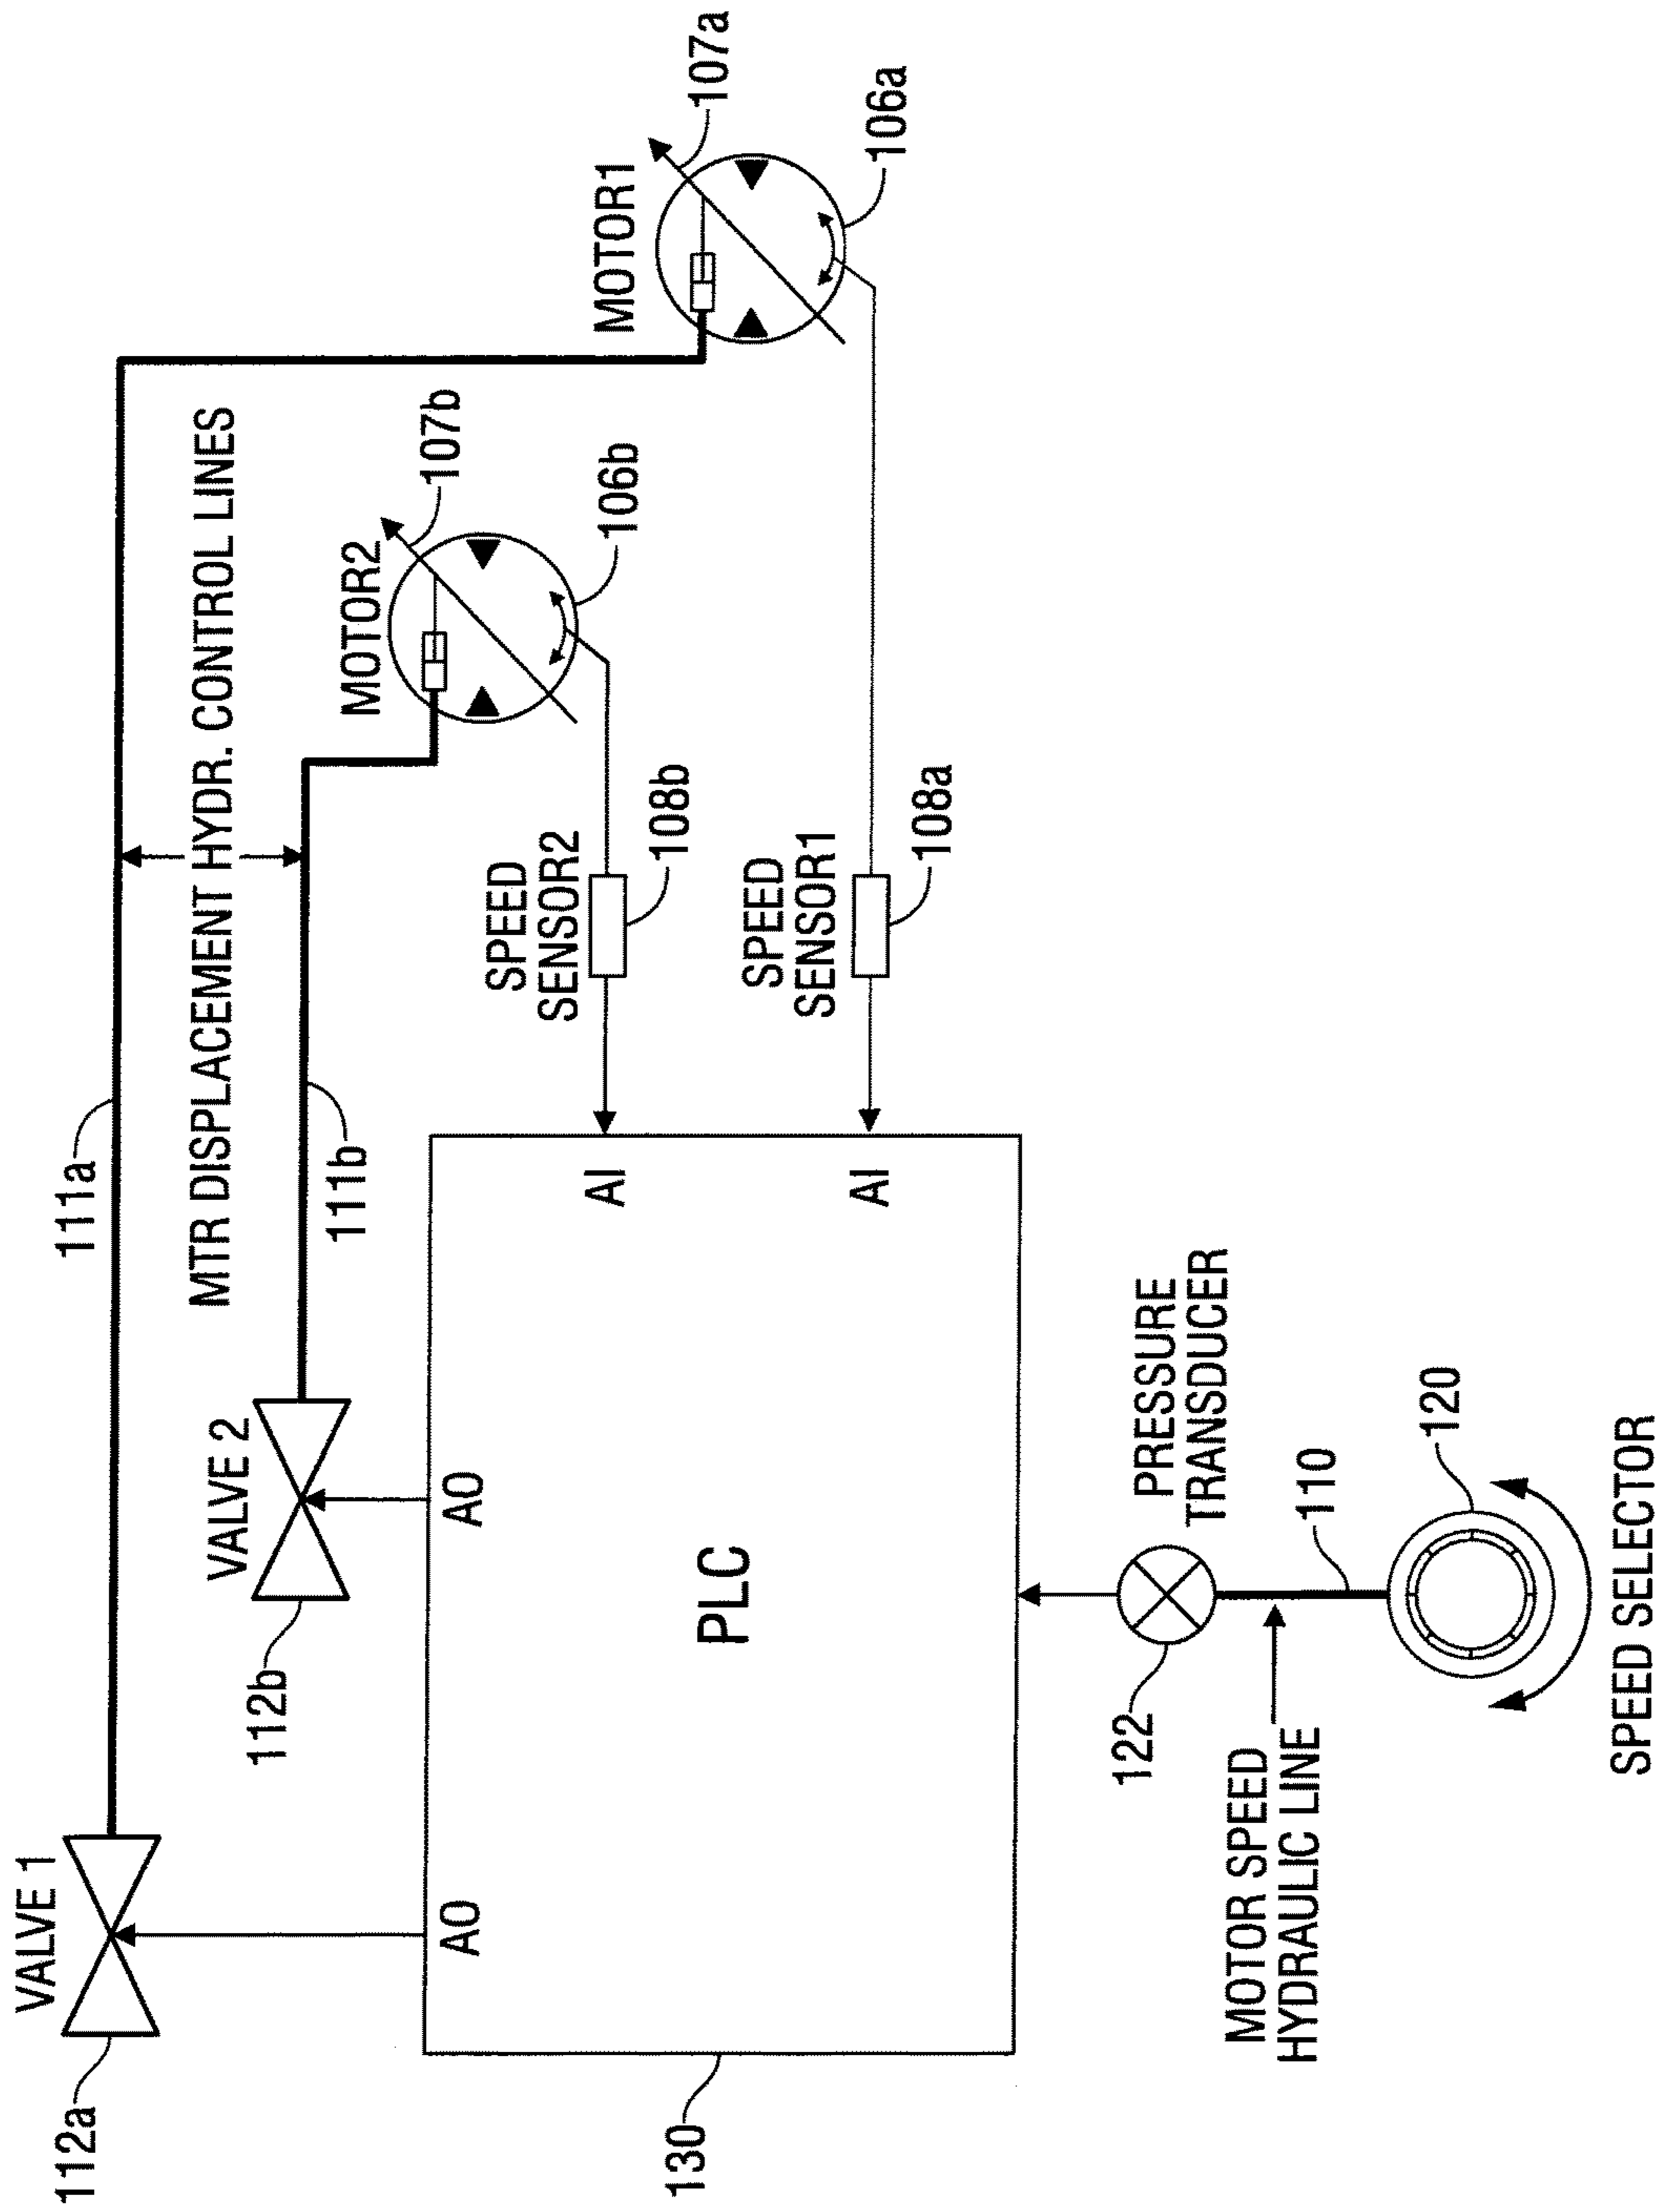 112a
VALVE 1
111a
MTR DISPLACEMENT HYDR. CONTROL LINES
112b
VALVE 2
111b
MOTOR2
107b
106b
MOTOR1
107a
106a
SPEED
SENSOR2
108b
SPEED
SENSOR1
108a
AO
AO
AI
AI
PLC
130
122
PRESSURE
TRANSDUCER
MOTOR SPEED
HYDRAULIC LINE
110
120
SPEED SELECTOR